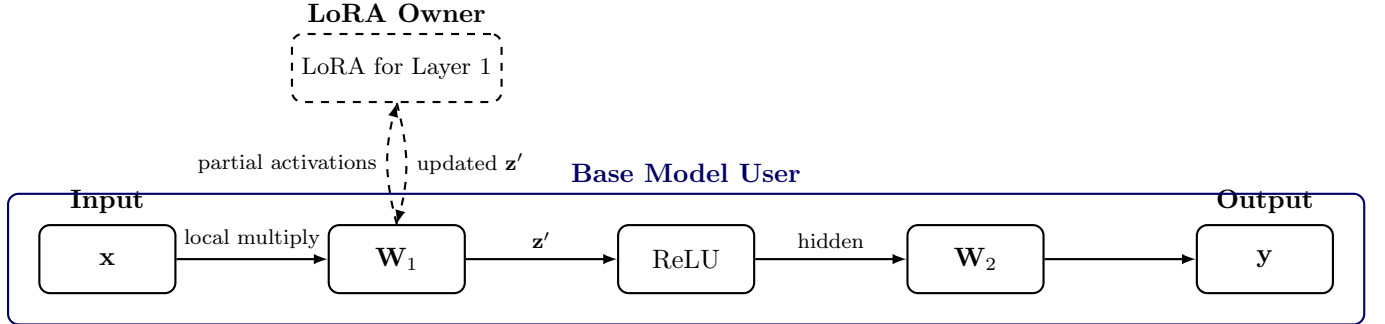 LoRA Owner
LoRA for Layer 1
partial activations
updated z′
Base Model User
Input
Output
x
local multiply
W₁
z′
ReLU
hidden
W₂
y